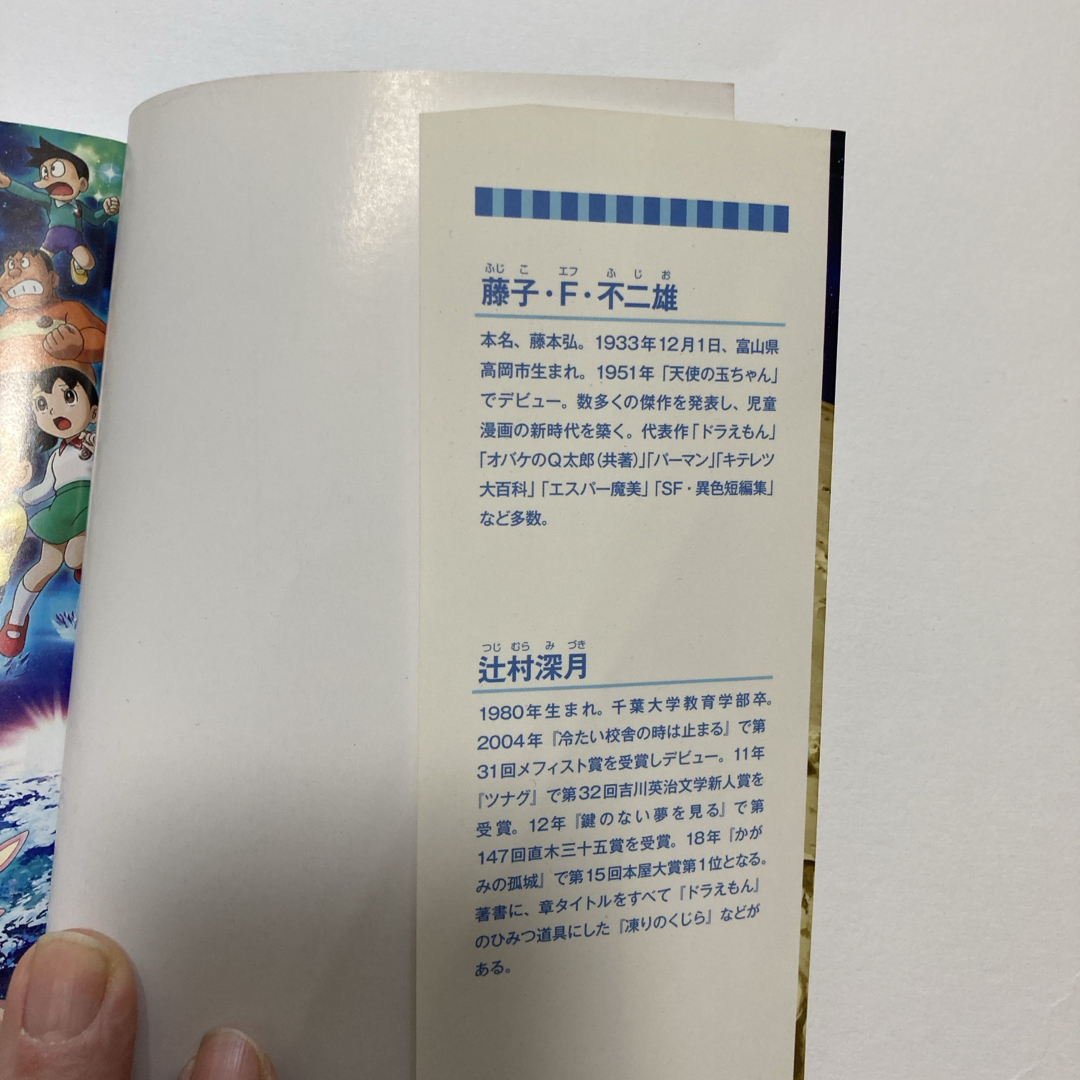 ふじ こ エフ ふ じ お
藤子・F・不二雄
本名、藤本弘。1933年12月1日、富山県
高岡市生まれ。1951年「天使の玉ちゃん」
でデビュー。数多くの傑作を発表し、児童
漫画の新時代を築く。代表作「ドラえもん」
「オバケのQ太郎(共著)」「パーマン」「キテレツ
大百科」「エスパー魔美」「SF・異色短編集」
など多数。
つじ むら み づき
辻村深月
1980年生まれ。千葉大学教育学部卒。
2004年『冷たい校舎の時は止まる』で第
31回メフィスト賞を受賞しデビュー。11年
『ツナグ』で第32回吉川英治文学新人賞を
受賞。12年『鍵のない夢を見る』で第
147回直木三十五賞を受賞。18年『かが
みの孤城』で第15回本屋大賞第1位となる。
著書に、章タイトルをすべて『ドラえもん』
のひみつ道具にした『凍りのくじら』などが
ある。